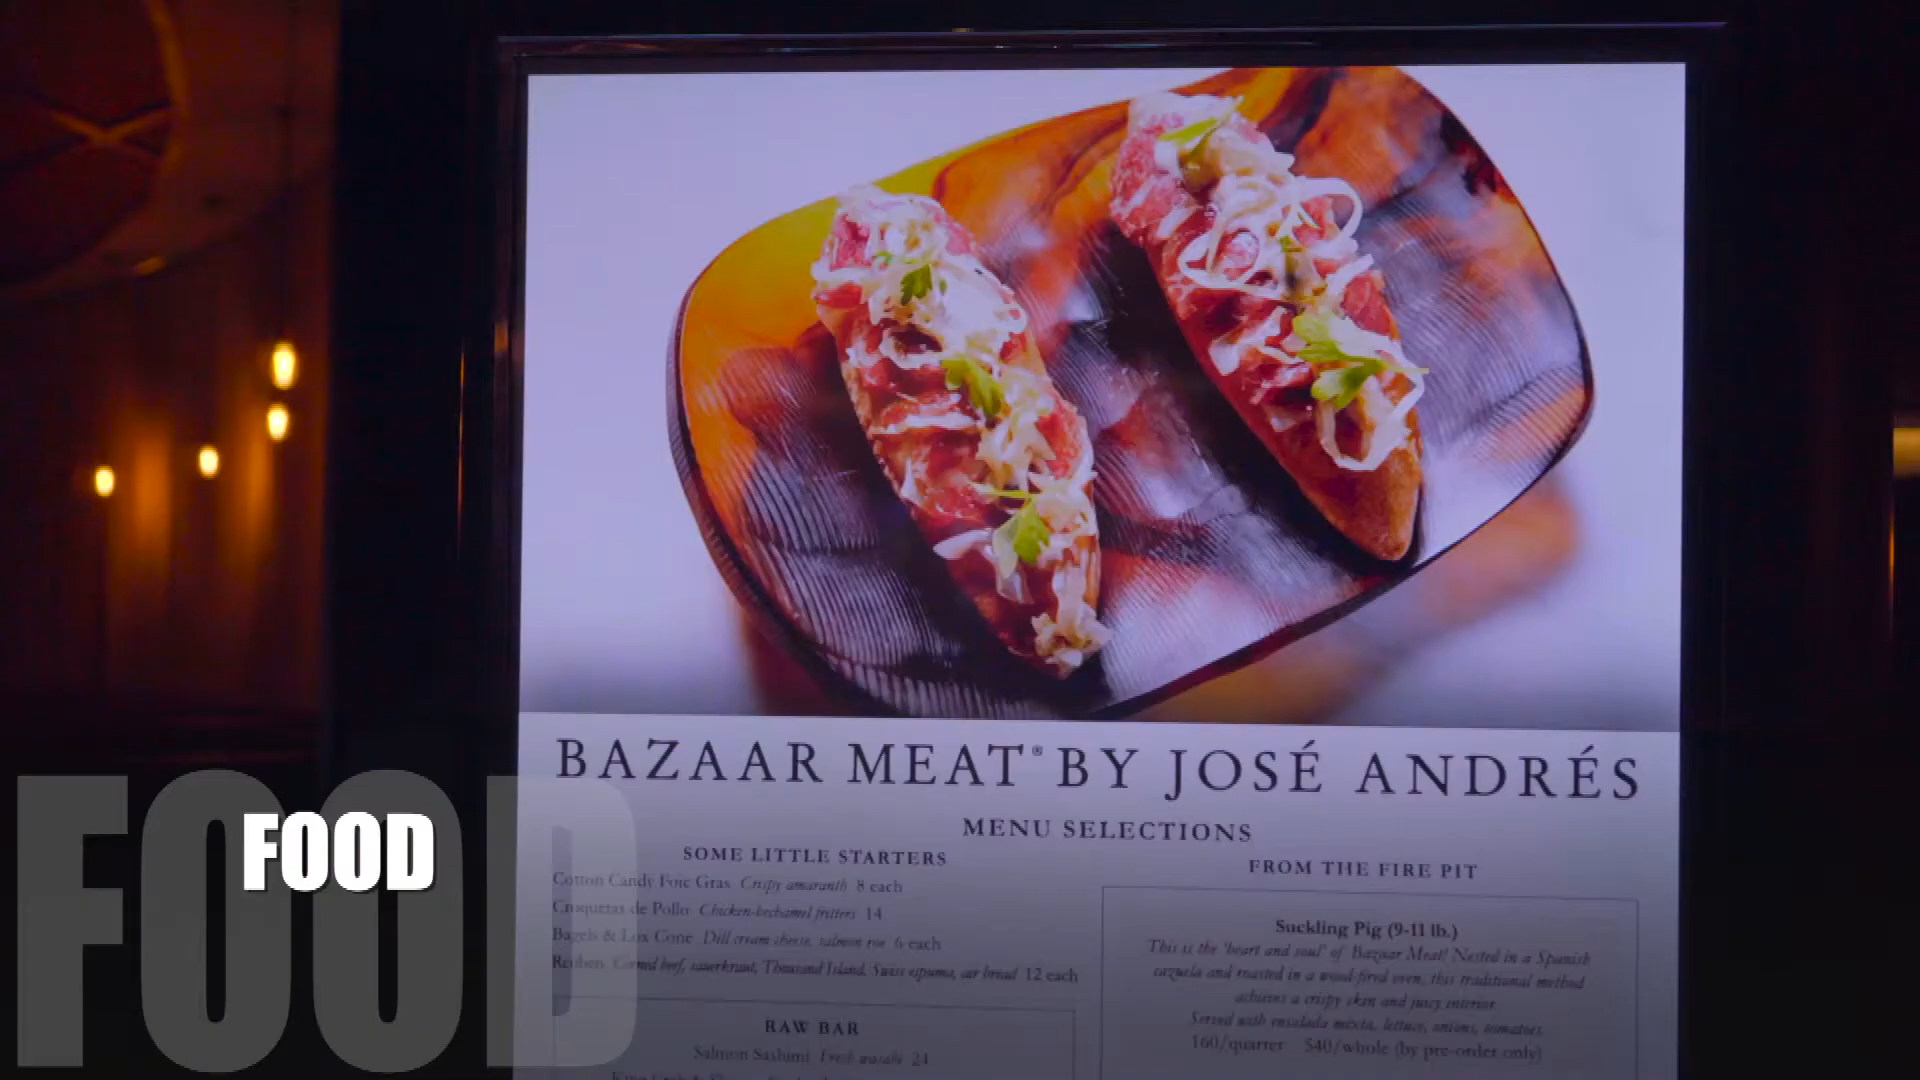 BAZAAR MEAT® BY JOSÉ ANDRÉS
MENU SELECTIONS
SOME LITTLE STARTERS
Cotton Candy Foie Gras Crispy amaranth 8 each
Croquetas de Pollo Chicken-bechamel fritters 14
Bagels & Lox Cone Dill cream cheese, salmon roe 6 each
Reuben Corned beef, sauerkraut, Thousand Island, Swiss espuma, air bread 12 each
RAW BAR
Salmon Sashimi Fresh wasabi 24
FROM THE FIRE PIT
Suckling Pig (9-11 lb.)
This is the 'heart and soul' of Bazaar Meat! Nested in a Spanish
cazuela and roasted in a wood-fired oven, this traditional method
achieves a crispy skin and juicy interior.
Served with ensalada mixta, lettuce, onions, tomatoes.
160/quarter 540/whole (by pre-order only)
FOOD
FOOD